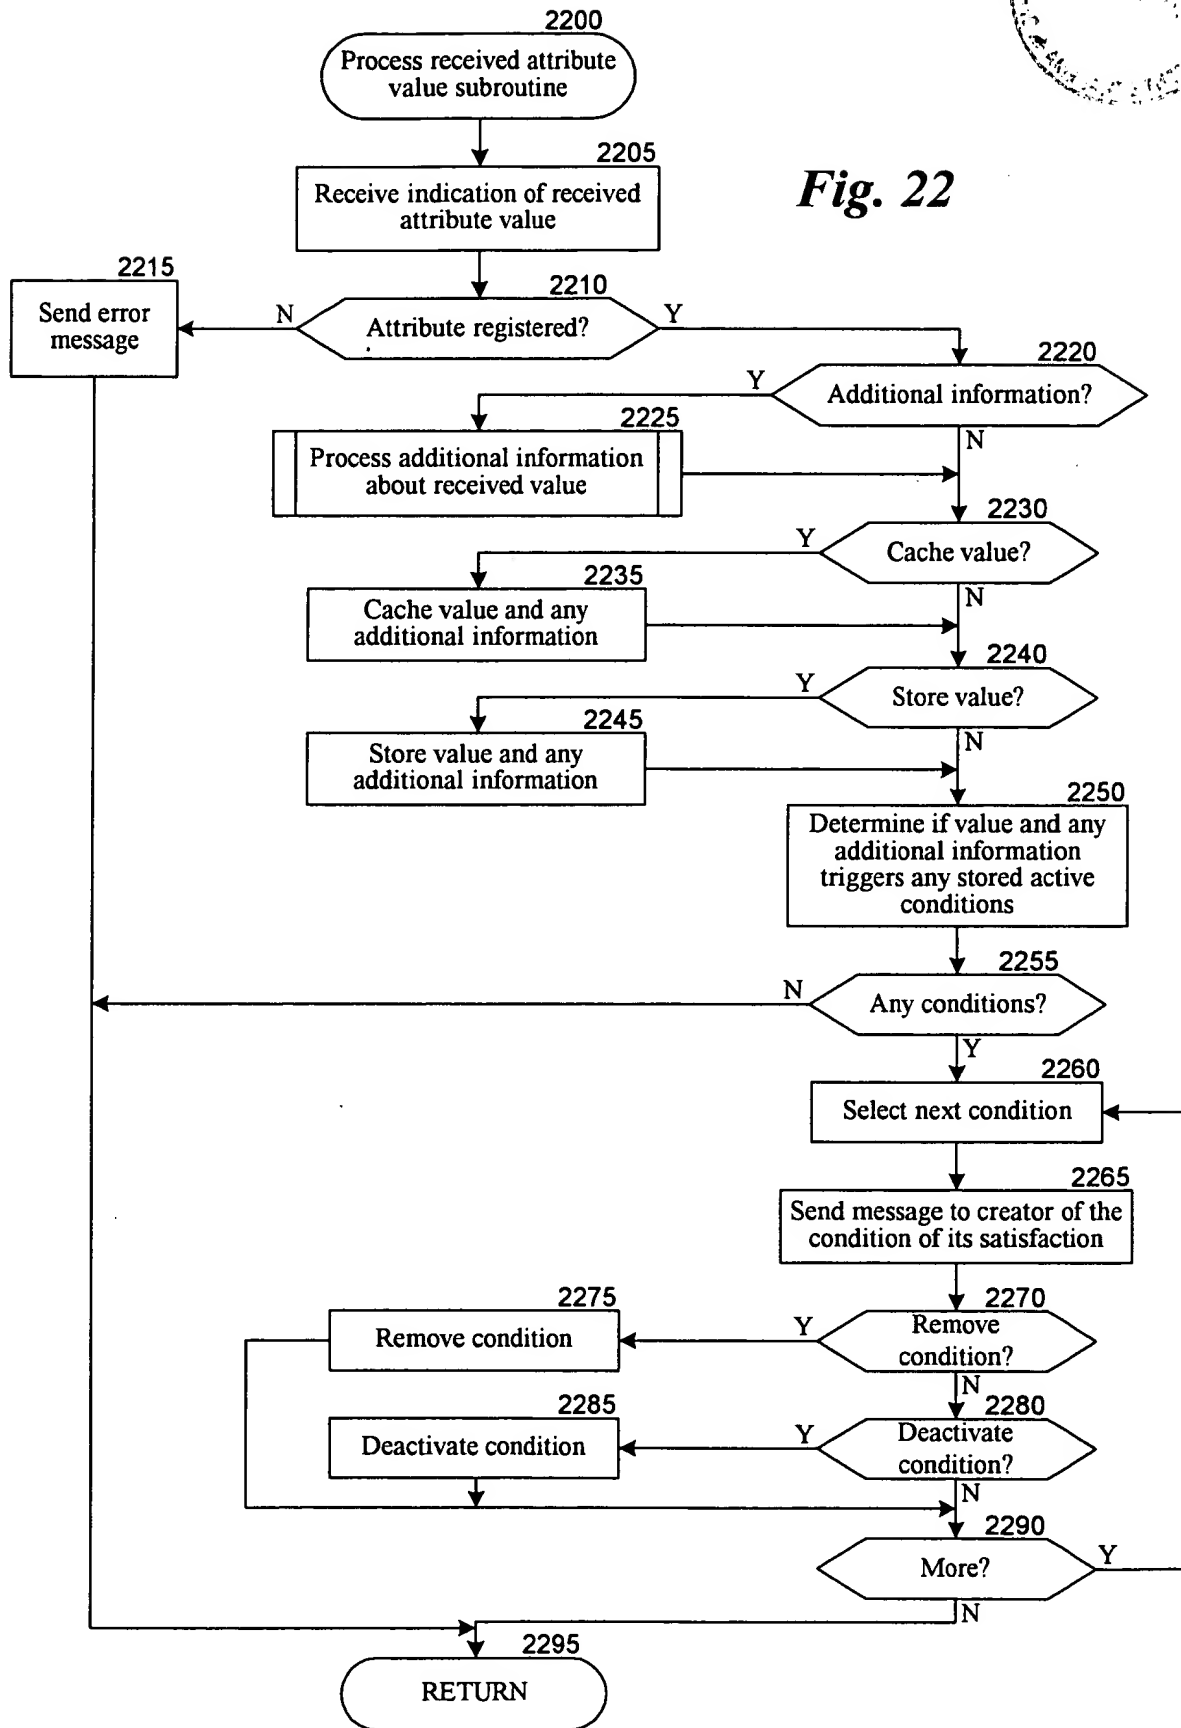 2200
Process received attribute
value subroutine
2205
Receive indication of received
attribute value
Fig. 22
2210
Attribute registered?
N
Y
2215
Send error
message
2220
Additional information?
Y
N
2225
Process additional information
about received value
2230
Cache value?
Y
N
2235
Cache value and any
additional information
2240
Store value?
Y
N
2245
Store value and any
additional information
2250
Determine if value and any
additional information
triggers any stored active
conditions
2255
Any conditions?
N
Y
2260
Select next condition
2265
Send message to creator of the
condition of its satisfaction
2270
Remove
condition?
Y
N
2275
Remove condition
2280
Deactivate
condition?
Y
N
2285
Deactivate condition
2290
More?
Y
N
2295
RETURN